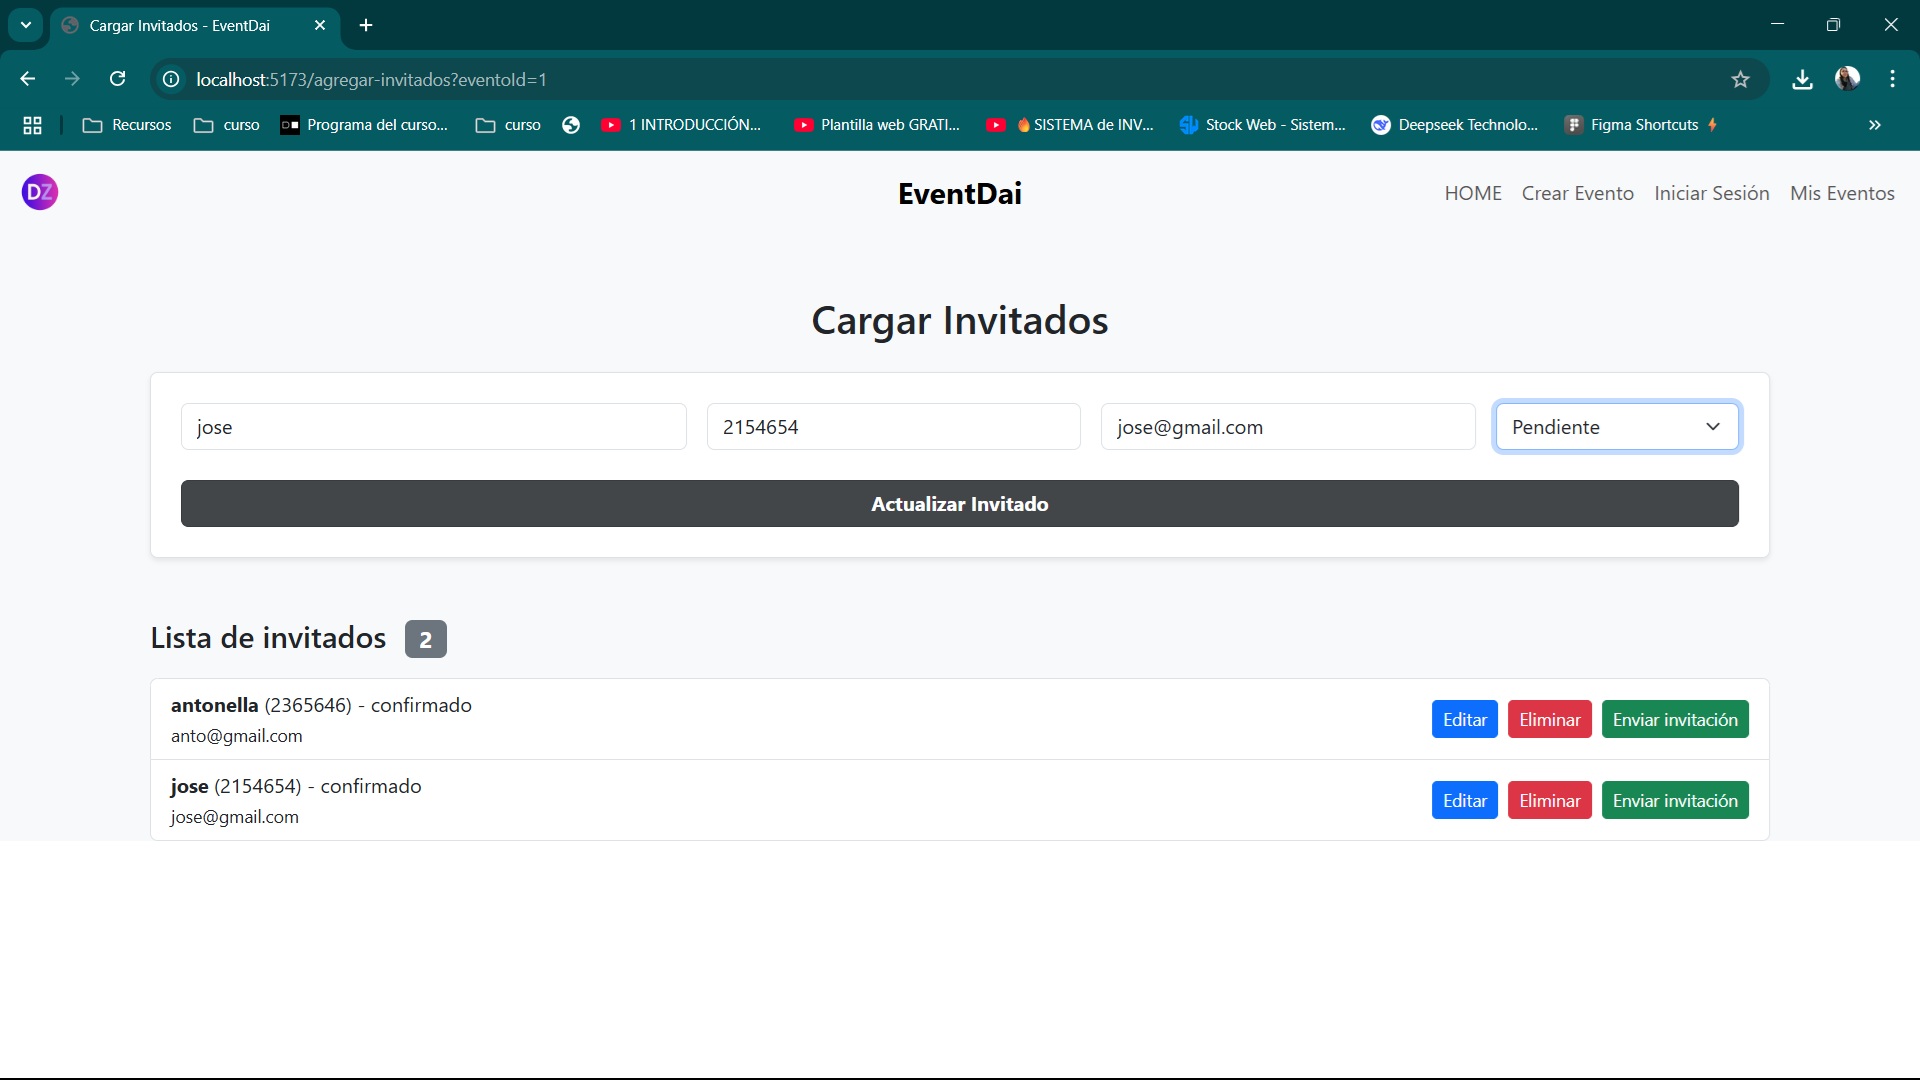 Cargar Invitados - EventDai
localhost:5173/agregar-invitados?eventoId=1
Recursos curso Programa del curso... curso 1 INTRODUCCIÓN... Plantilla web GRATI... SISTEMA de INV... Stock Web - Sistem... Deepseek Technolo... Figma Shortcuts
DZ EventDai HOME Crear Evento Iniciar Sesión Mis Eventos
Cargar Invitados
jose 2154654 jose@gmail.com Pendiente
Actualizar Invitado
Lista de invitados 2
antonella (2365646) - confirmado
anto@gmail.com
Editar Eliminar Enviar invitación
jose (2154654) - confirmado
jose@gmail.com
Editar Eliminar Enviar invitación